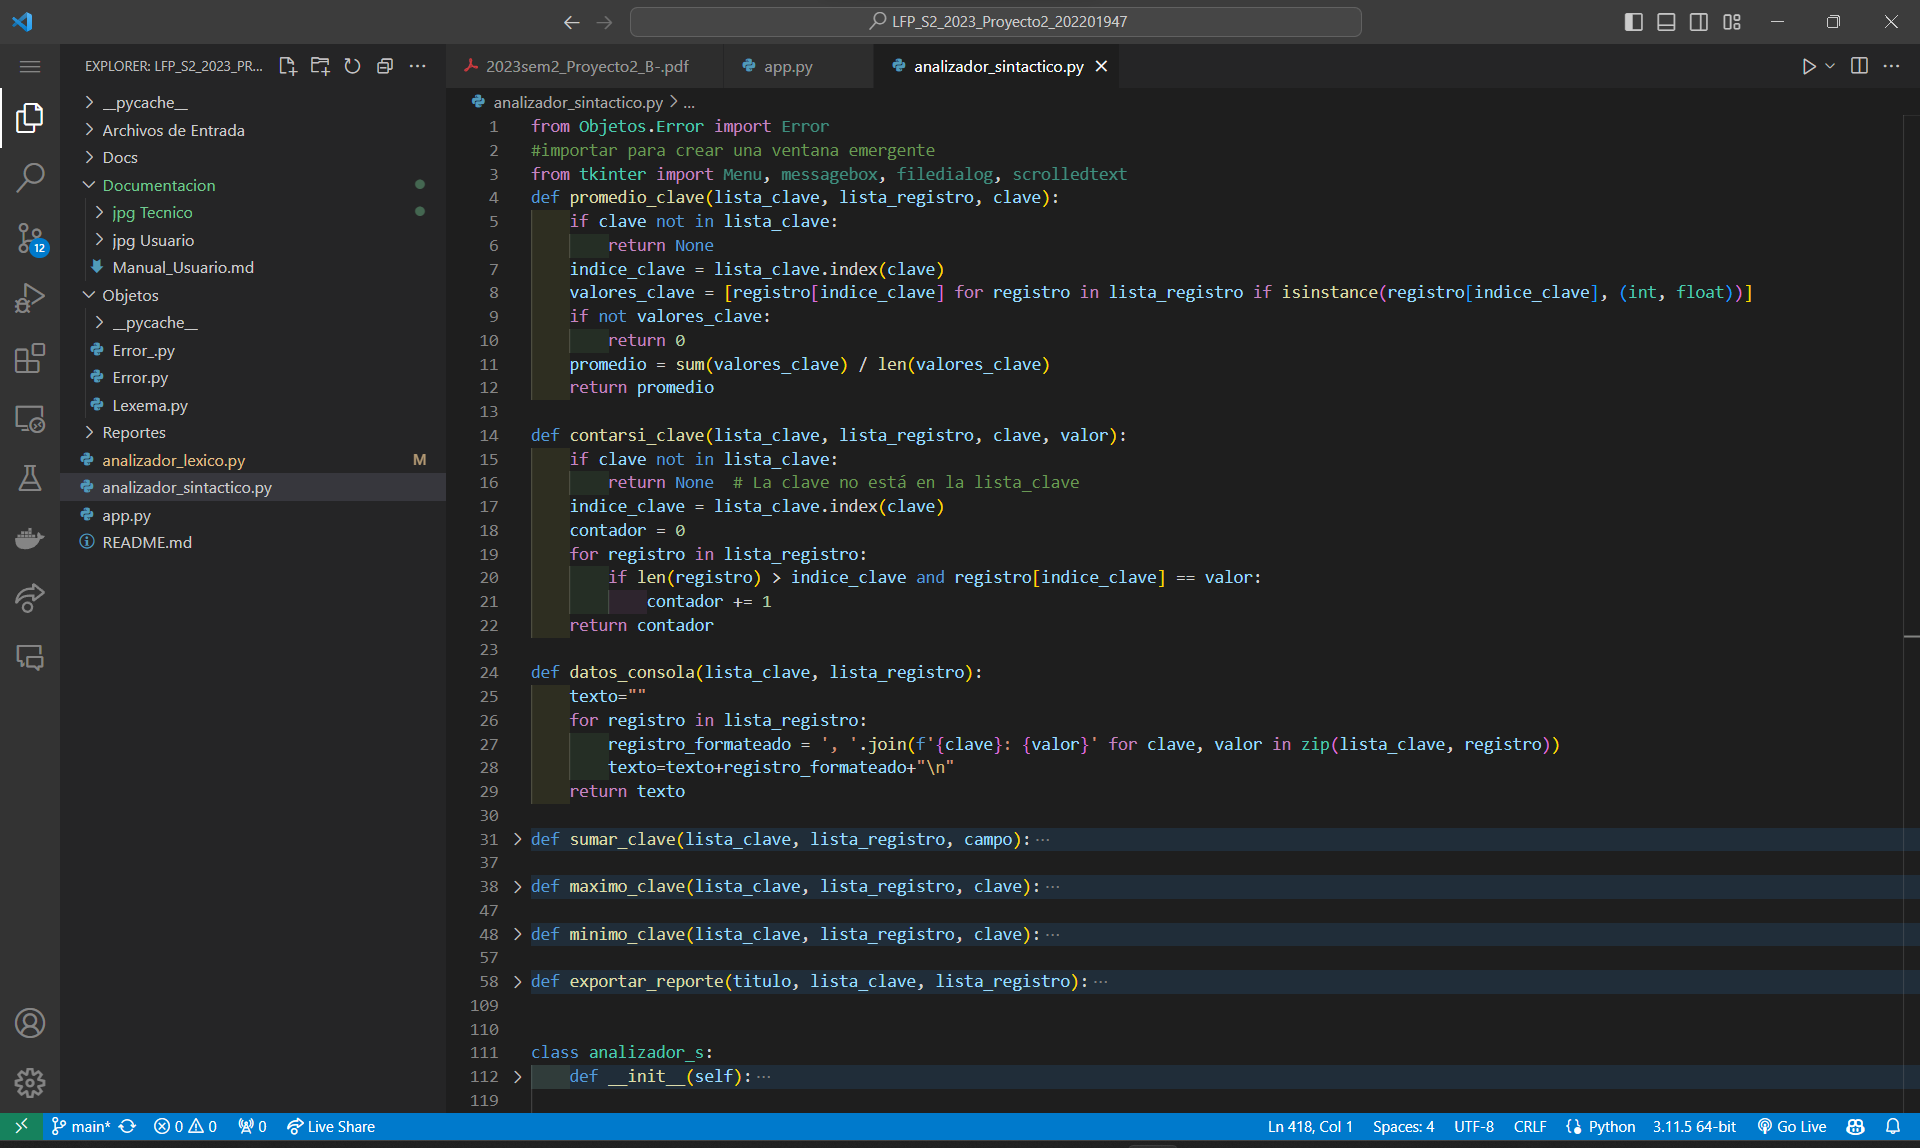 LFP_S2_2023_Proyecto2_202201947
EXPLORER: LFP_S2_2023_PR...
__pycache__
Archivos de Entrada
Docs
Documentacion
jpg Tecnico
jpg Usuario
Manual_Usuario.md
Objetos
__pycache__
Error_.py
Error.py
Lexema.py
Reportes
analizador_lexico.py M
analizador_sintactico.py
app.py
README.md
12
2023sem2_Proyecto2_B-.pdf app.py analizador_sintactico.py
analizador_sintactico.py > ...
1 from Objetos.Error import Error
2 #importar para crear una ventana emergente
3 from tkinter import Menu, messagebox, filedialog, scrolledtext
4 def promedio_clave(lista_clave, lista_registro, clave):
5 if clave not in lista_clave:
6 return None
7 indice_clave = lista_clave.index(clave)
8 valores_clave = [registro[indice_clave] for registro in lista_registro if isinstance(registro[indice_clave], (int, float))]
9 if not valores_clave:
10 return 0
11 promedio = sum(valores_clave) / len(valores_clave)
12 return promedio
13
14 def contarsi_clave(lista_clave, lista_registro, clave, valor):
15 if clave not in lista_clave:
16 return None # La clave no está en la lista_clave
17 indice_clave = lista_clave.index(clave)
18 contador = 0
19 for registro in lista_registro:
20 if len(registro) > indice_clave and registro[indice_clave] == valor:
21 contador += 1
22 return contador
23
24 def datos_consola(lista_clave, lista_registro):
25 texto=""
26 for registro in lista_registro:
27 registro_formateado = ', '.join(f'{clave}: {valor}' for clave, valor in zip(lista_clave, registro))
28 texto=texto+registro_formateado+"\n"
29 return texto
30
31 def sumar_clave(lista_clave, lista_registro, campo):···
37
38 def maximo_clave(lista_clave, lista_registro, clave):···
47
48 def minimo_clave(lista_clave, lista_registro, clave):···
57
58 def exportar_reporte(titulo, lista_clave, lista_registro):···
109
110
111 class analizador_s:
112 def __init__(self):···
119
main* 0 0 0 Live Share Ln 418, Col 1 Spaces: 4 UTF-8 CRLF Python 3.11.5 64-bit Go Live